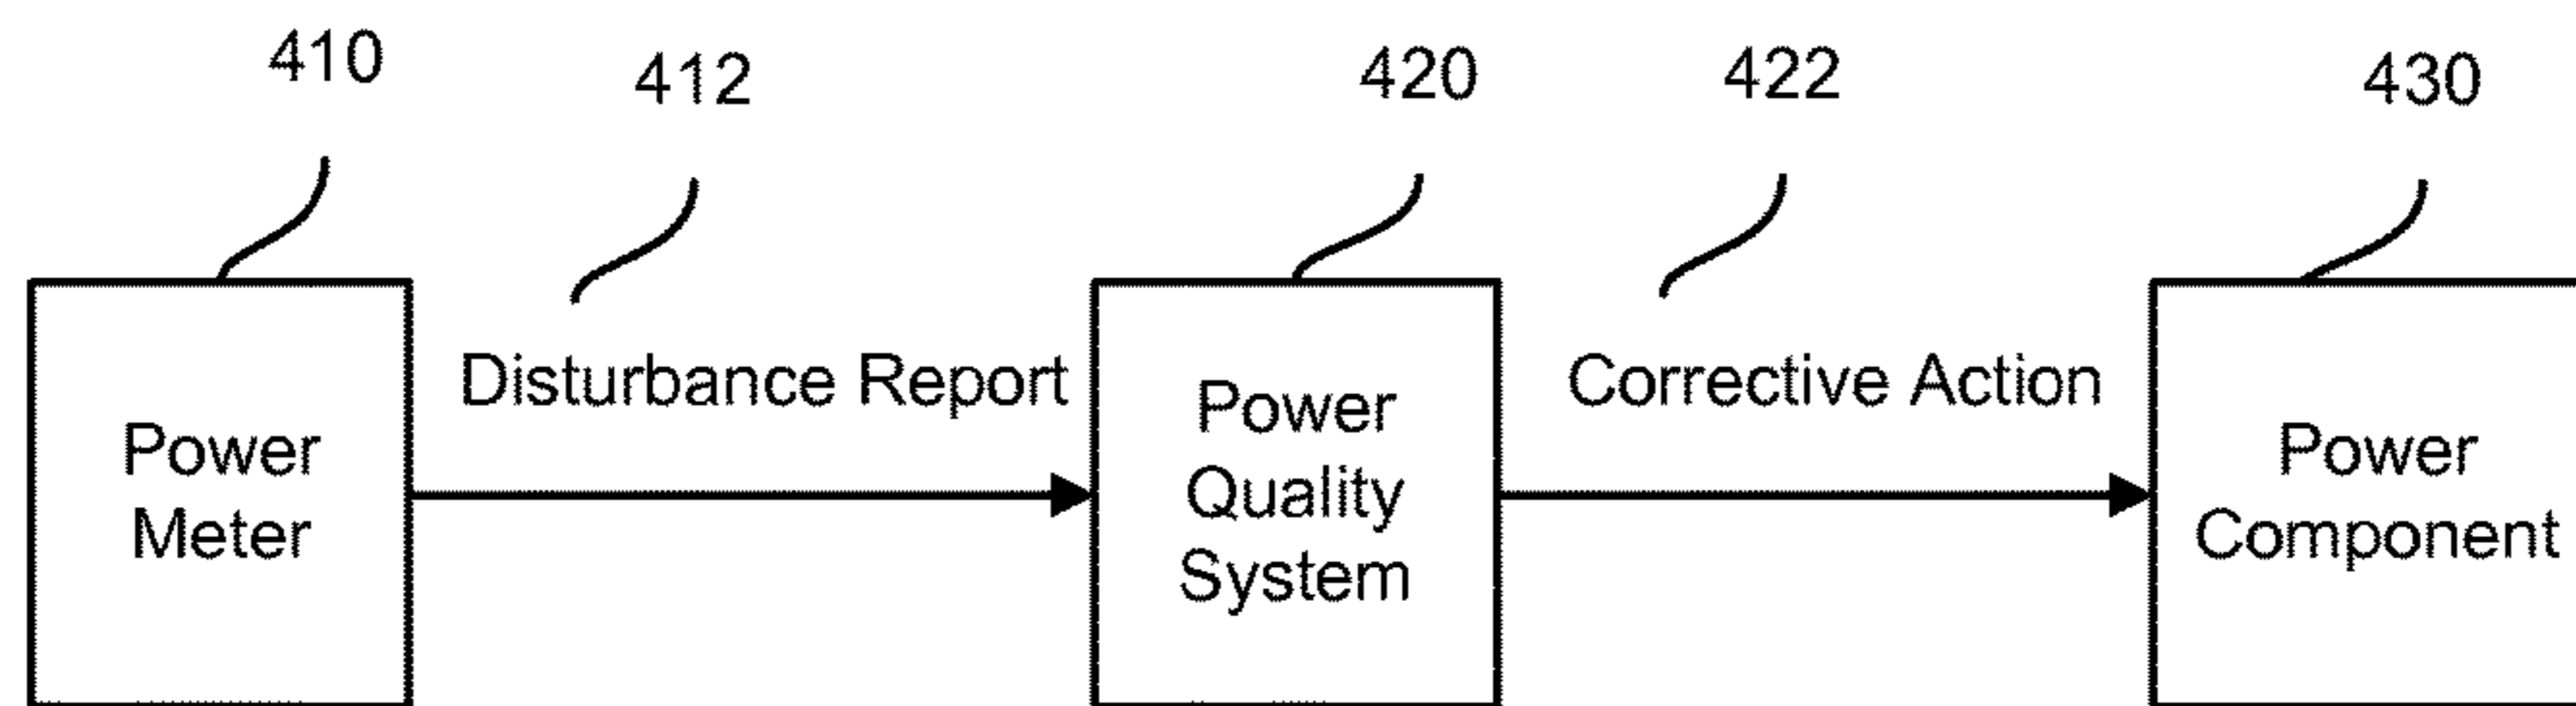 410
412
420
422
430
Power
Meter
Disturbance Report
Power
Quality
System
Corrective Action
Power
Component